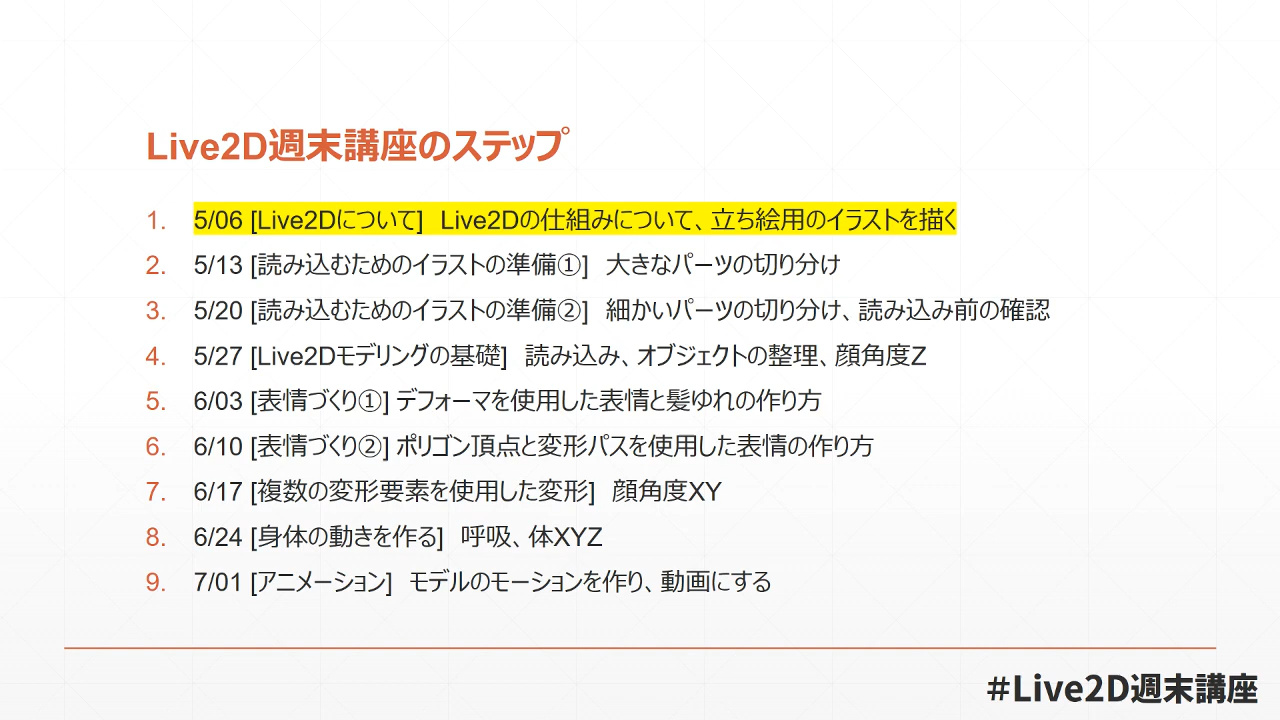 Live2D週末講座のステップ
1. 5/06 [Live2Dについて]　Live2Dの仕組みについて、立ち絵用のイラストを描く
2. 5/13 [読み込むためのイラストの準備①]　大きなパーツの切り分け
3. 5/20 [読み込むためのイラストの準備②]　細かいパーツの切り分け、読み込み前の確認
4. 5/27 [Live2Dモデリングの基礎]　読み込み、オブジェクトの整理、顔角度Z
5. 6/03 [表情づくり①] デフォーマを使用した表情と髪ゆれの作り方
6. 6/10 [表情づくり②] ポリゴン頂点と変形パスを使用した表情の作り方
7. 6/17 [複数の変形要素を使用した変形]　顔角度XY
8. 6/24 [身体の動きを作る]　呼吸、体XYZ
9. 7/01 [アニメーション]　モデルのモーションを作り、動画にする
#Live2D週末講座